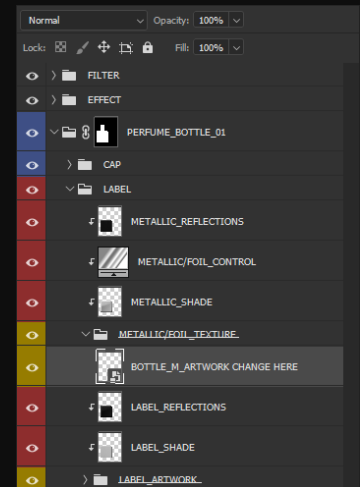 Normal Opacity: 100%
Lock: Fill: 100%
FILTER
EFFECT
PERFUME_BOTTLE_01
CAP
LABEL
METALLIC_REFLECTIONS
METALLIC/FOIL_CONTROL
METALLIC_SHADE
METALLIC/FOIL_TEXTURE
BOTTLE_M_ARTWORK CHANGE HERE
LABEL_REFLECTIONS
LABEL_SHADE
LABEL_ARTWORK